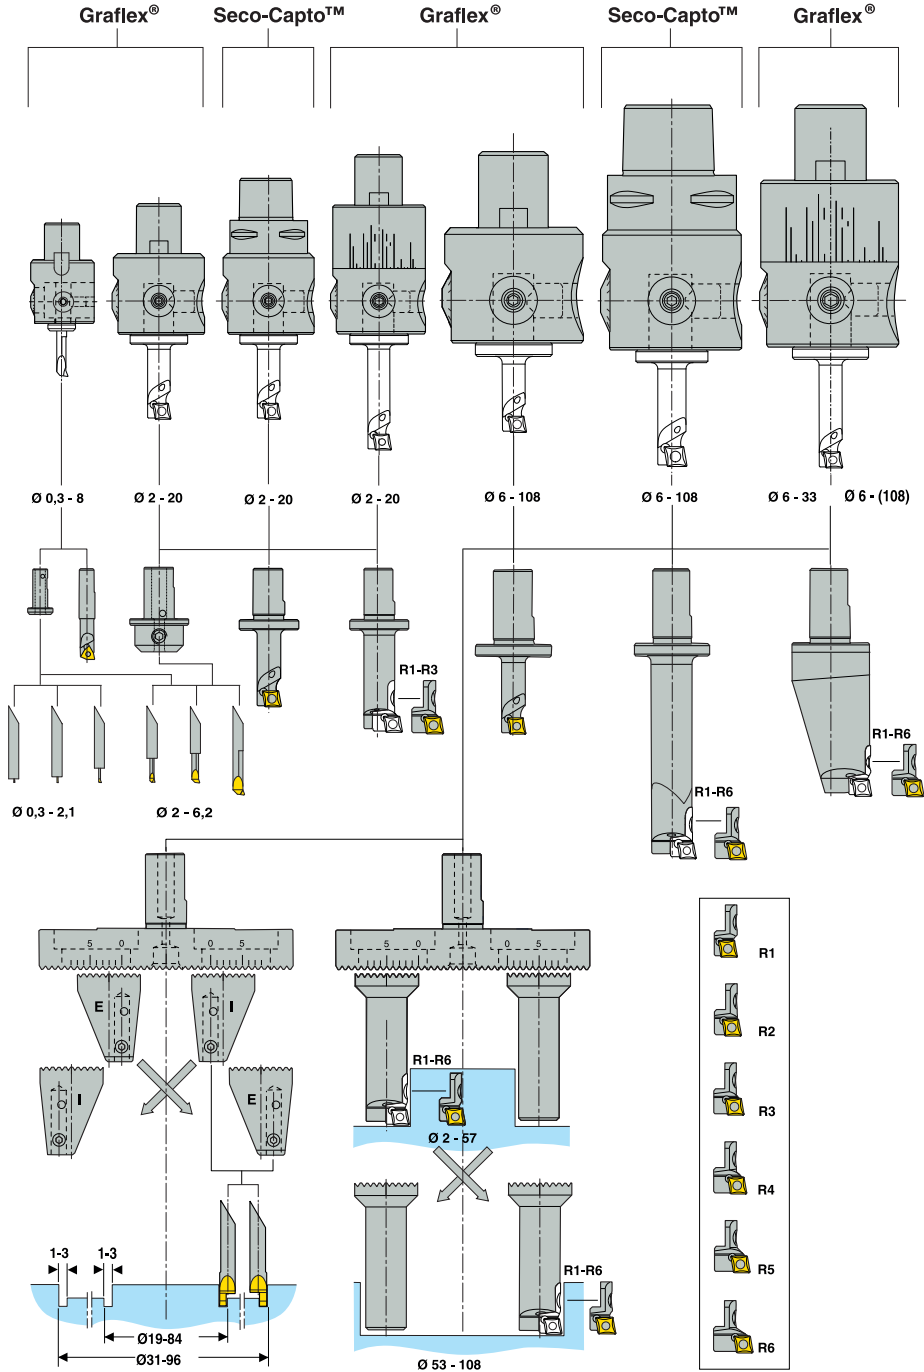 Graflex® Seco-Capto™ Graflex® Seco-Capto™ Graflex®
Ø 0,3 - 8 Ø 2 - 20 Ø 2 - 20 Ø 2 - 20 Ø 6 - 108 Ø 6 - 108 Ø 6 - 33 Ø 6 - (108)
R1-R3
R1-R6
R1-R6
Ø 0,3 - 2,1 Ø 2 - 6,2
5 0 0 5 5 0 0 5
E I
R1-R6
I E
Ø 2 - 57
1-3 1-3
R1-R6
Ø19-84
Ø31-96
Ø 53 - 108
R1
R2
R3
R4
R5
R6